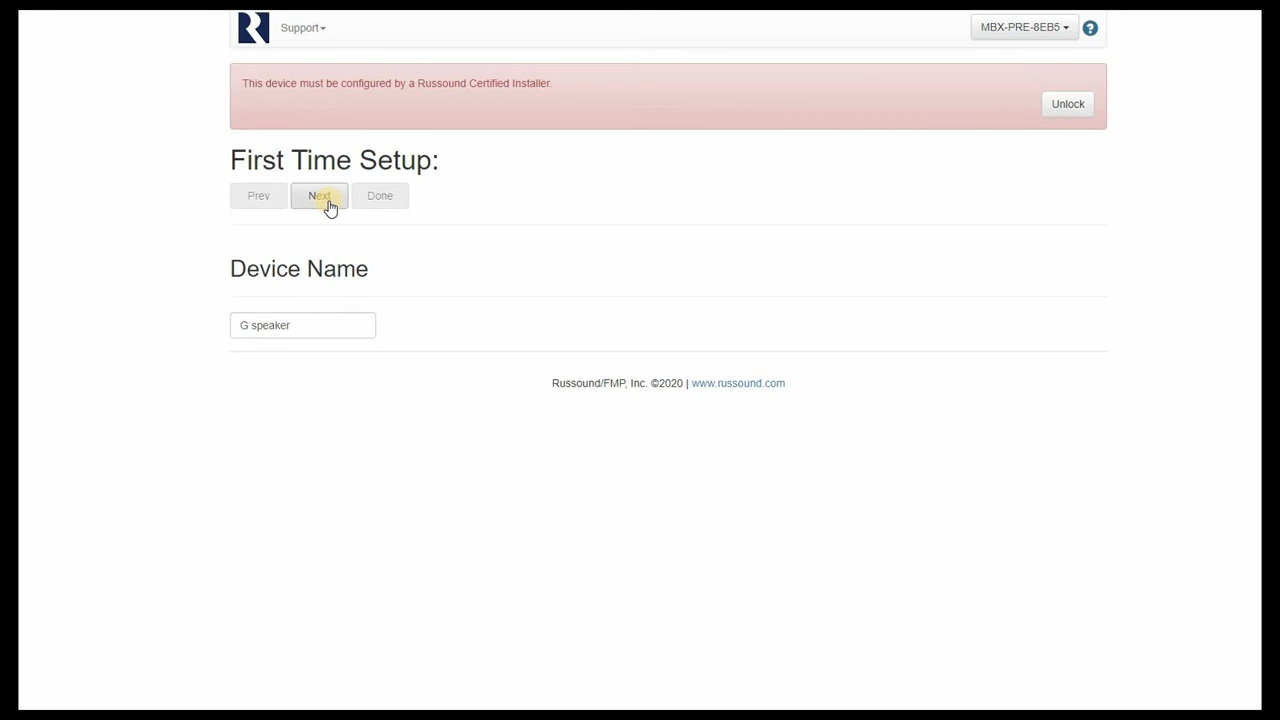 Support
MBX-PRE-8EB5
?
This device must be configured by a Russound Certified Installer.
Unlock
First Time Setup:
Prev
Next
Done
Device Name
G speaker
Russound/FMP, Inc. ©2020 | www.russound.com